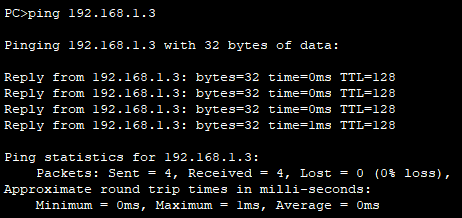 PC>ping 192.168.1.3
Pinging 192.168.1.3 with 32 bytes of data:
Reply from 192.168.1.3: bytes=32 time=0ms TTL=128
Reply from 192.168.1.3: bytes=32 time=0ms TTL=128
Reply from 192.168.1.3: bytes=32 time=0ms TTL=128
Reply from 192.168.1.3: bytes=32 time=1ms TTL=128
Ping statistics for 192.168.1.3:
    Packets: Sent = 4, Received = 4, Lost = 0 (0% loss),
Approximate round trip times in milli-seconds:
    Minimum = 0ms, Maximum = 1ms, Average = 0ms